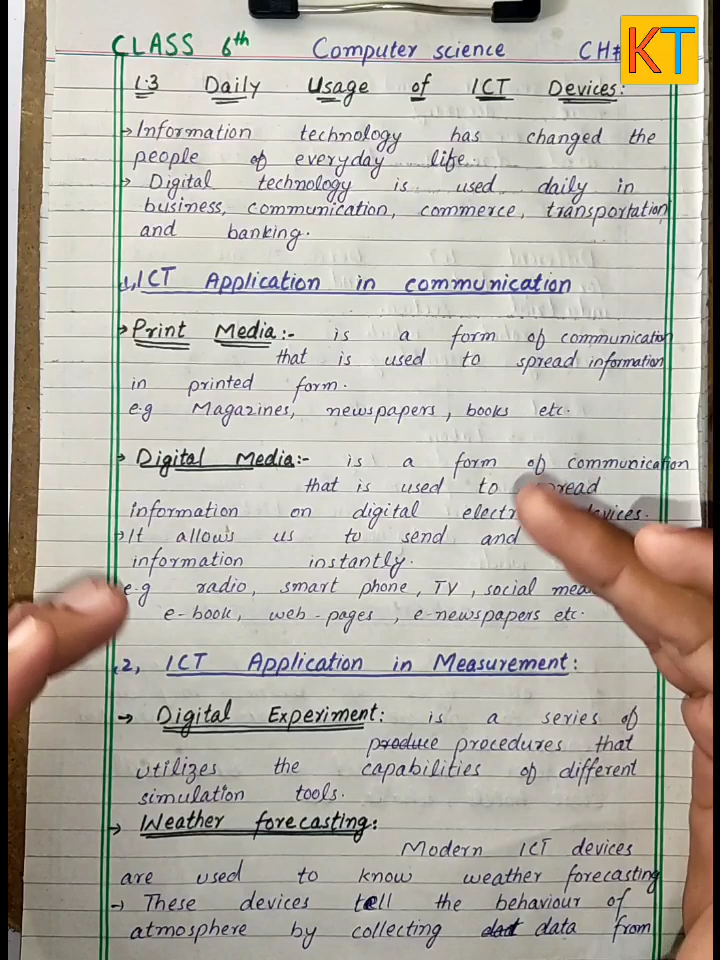 CLASS 6th Computer science CH#
KT
1.3 Daily Usage of ICT Devices:
→ Information technology has changed the
people of everyday life.
→ Digital technology is used daily in
business, communication, commerce, transportation
and banking.
1, ICT Application in communication
→ Print Media:- is a form of communication
that is used to spread information
in printed form.
e.g Magazines, newspapers, books etc.
→ Digital Media:- is a form of communication
that is used to spread
information on digital electr devices.
→ It allows us to send and
information instantly.
e.g radio, smart phone, TV, social
e-book, web-pages, e-newspapers etc.
2, ICT Application in Measurement:
→ Digital Experiment: is a series of
produce procedures that
utilizes the capabilities of different
simulation tools.
→ Weather forecasting:
Modern ICT devices
are used to know weather forecasting
→ These devices tell the behaviour of
atmosphere by collecting data from